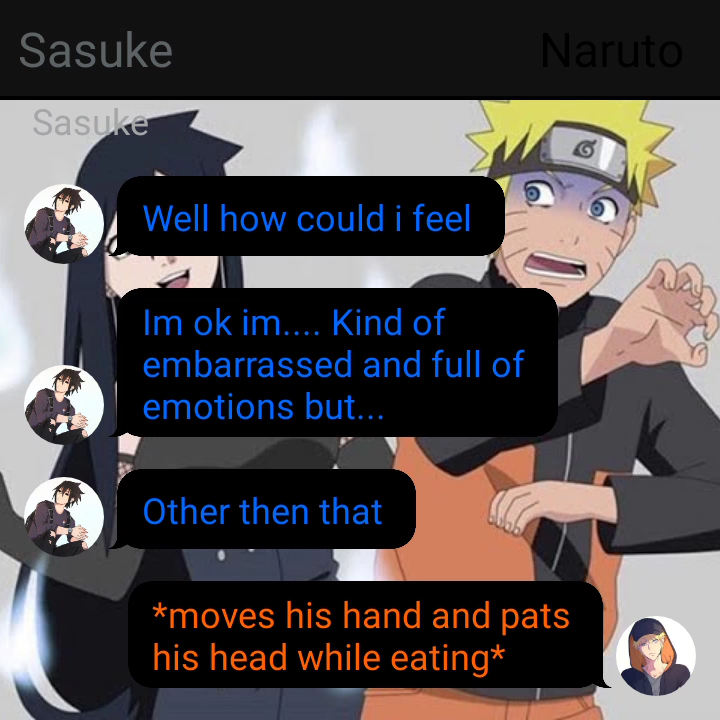 Sasuke
Naruto
Sasuke
Well how could i feel
Im ok im.... Kind of
embarrassed and full of
emotions but...
Other then that
*moves his hand and pats
his head while eating*